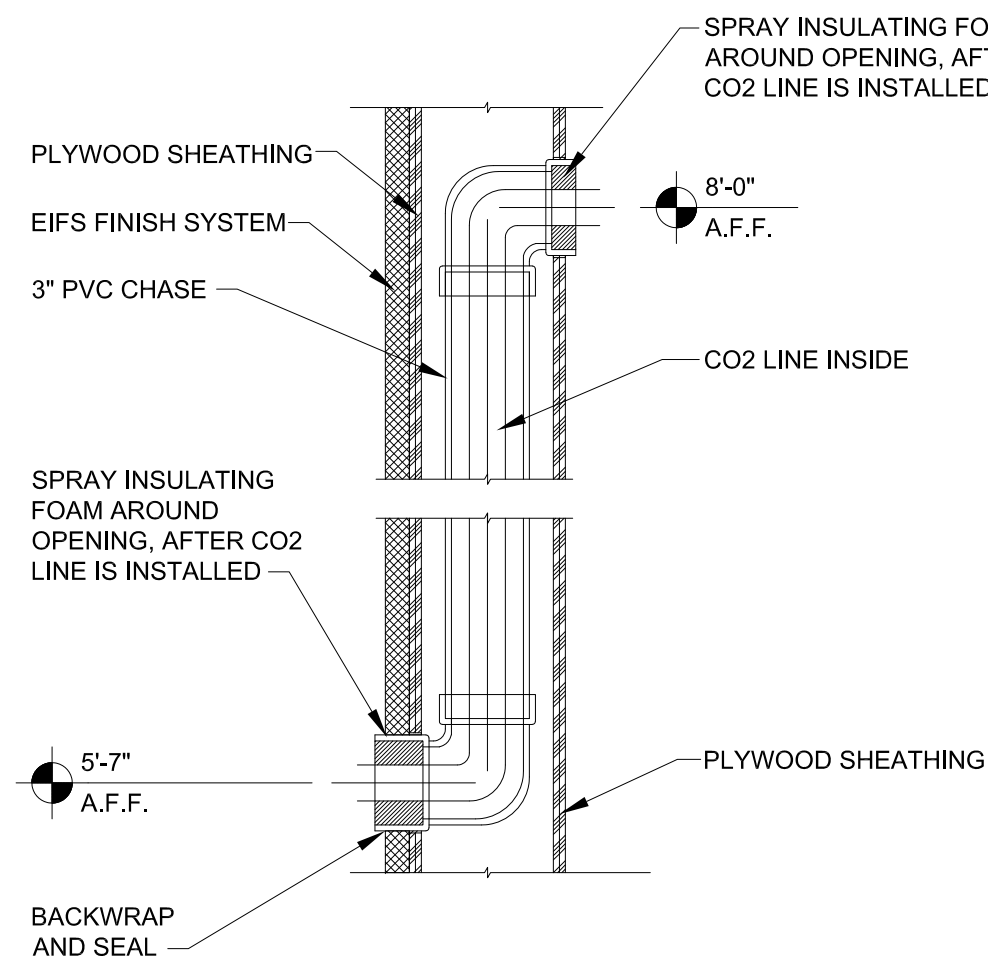 SPRAY INSULATING FO
AROUND OPENING, AFT
CO2 LINE IS INSTALLED
PLYWOOD SHEATHING
EIFS FINISH SYSTEM
3" PVC CHASE
8'-0"
A.F.F.
CO2 LINE INSIDE
SPRAY INSULATING
FOAM AROUND
OPENING, AFTER CO2
LINE IS INSTALLED
5'-7"
A.F.F.
PLYWOOD SHEATHING
BACKWRAP
AND SEAL